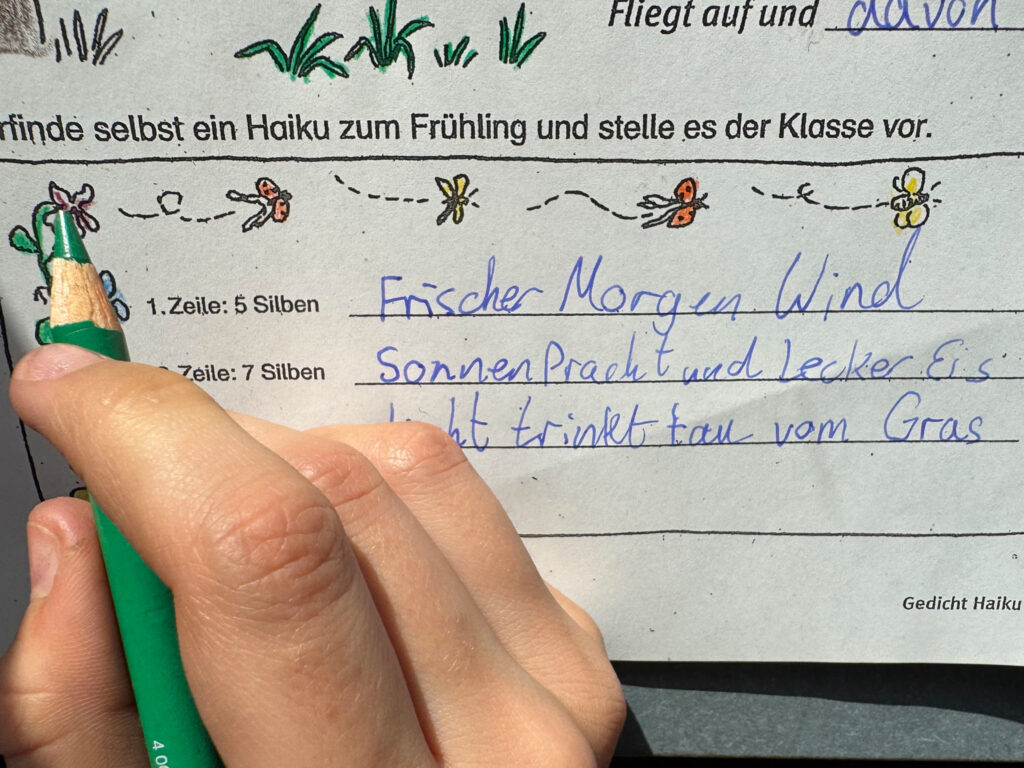 Fliegt auf und davon
rfinde selbst ein Haiku zum Frühling und stelle es der Klasse vor.
1. Zeile: 5 Silben Frischer Morgen Wind
Zeile: 7 Silben Sonnen Pracht und Lecker Eis
trinkt tau vom Gras
Gedicht Haiku